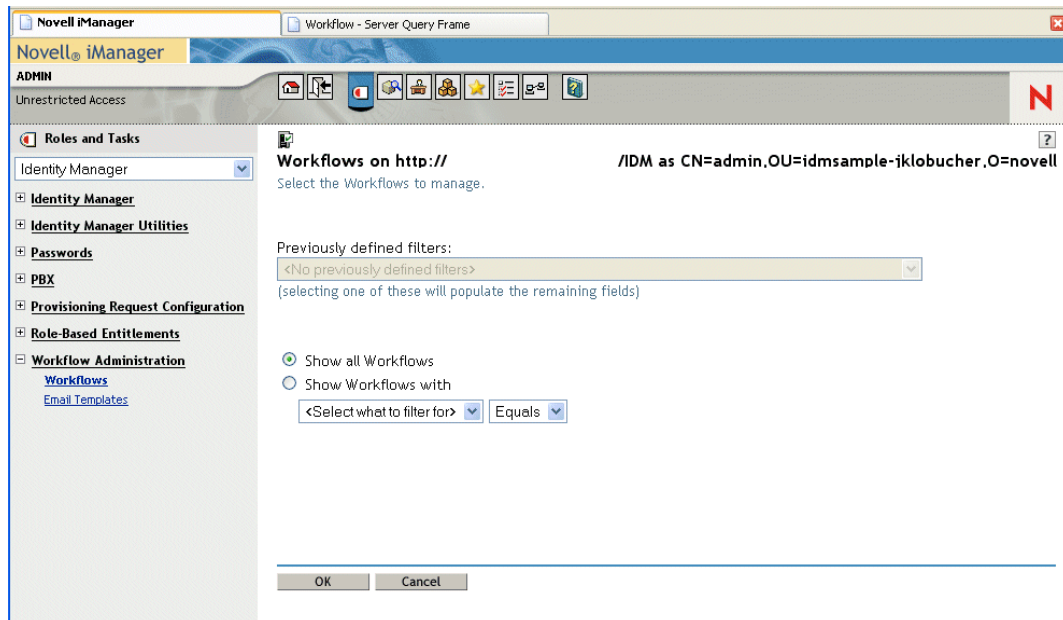 Novell iManager
Workflow - Server Query Frame
Novell® iManager
ADMIN
Unrestricted Access
N
Roles and Tasks
Identity Manager
Identity Manager
Identity Manager Utilities
Passwords
PBX
Provisioning Request Configuration
Role-Based Entitlements
Workflow Administration
Workflows
Email Templates
?
Workflows on http:// /IDM as CN=admin,OU=idmsample-jklobucher,O=novell
Select the Workflows to manage.
Previously defined filters:
<No previously defined filters>
(selecting one of these will populate the remaining fields)
Show all Workflows
Show Workflows with
<Select what to filter for> Equals
OK Cancel